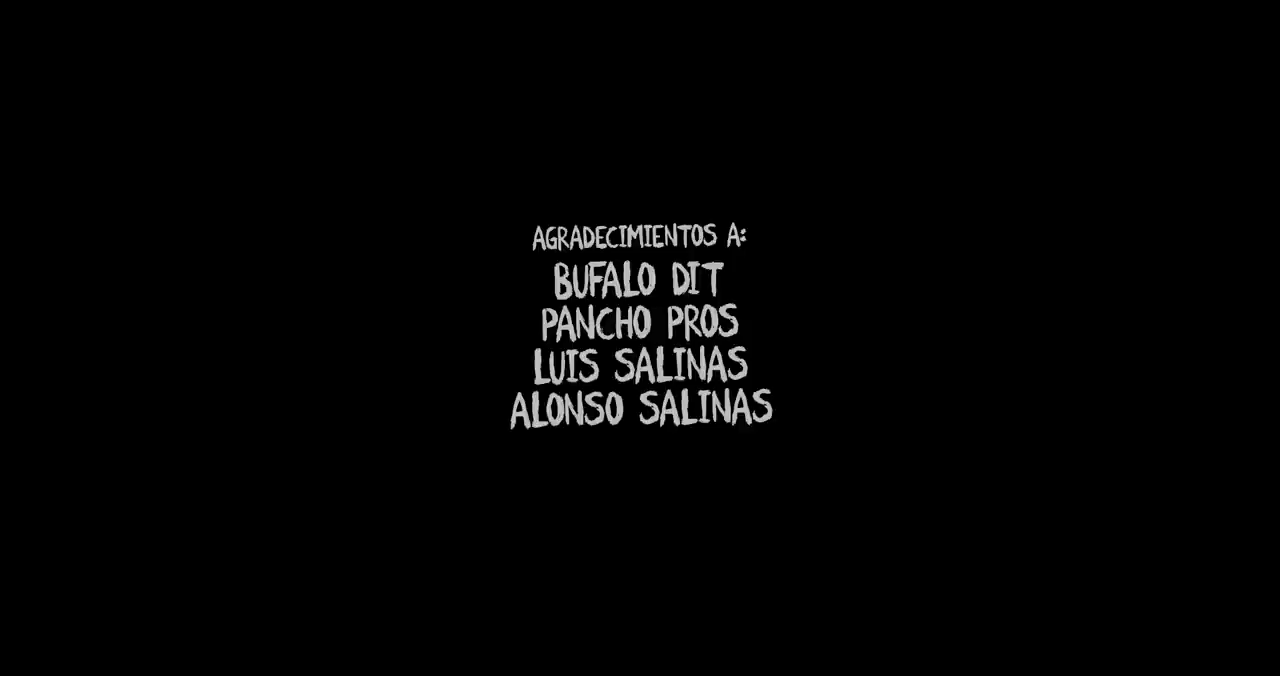 AGRADECIMIENTOS A:
BUFALO DIT
PANCHO PROS
LUIS SALINAS
ALONSO SALINAS